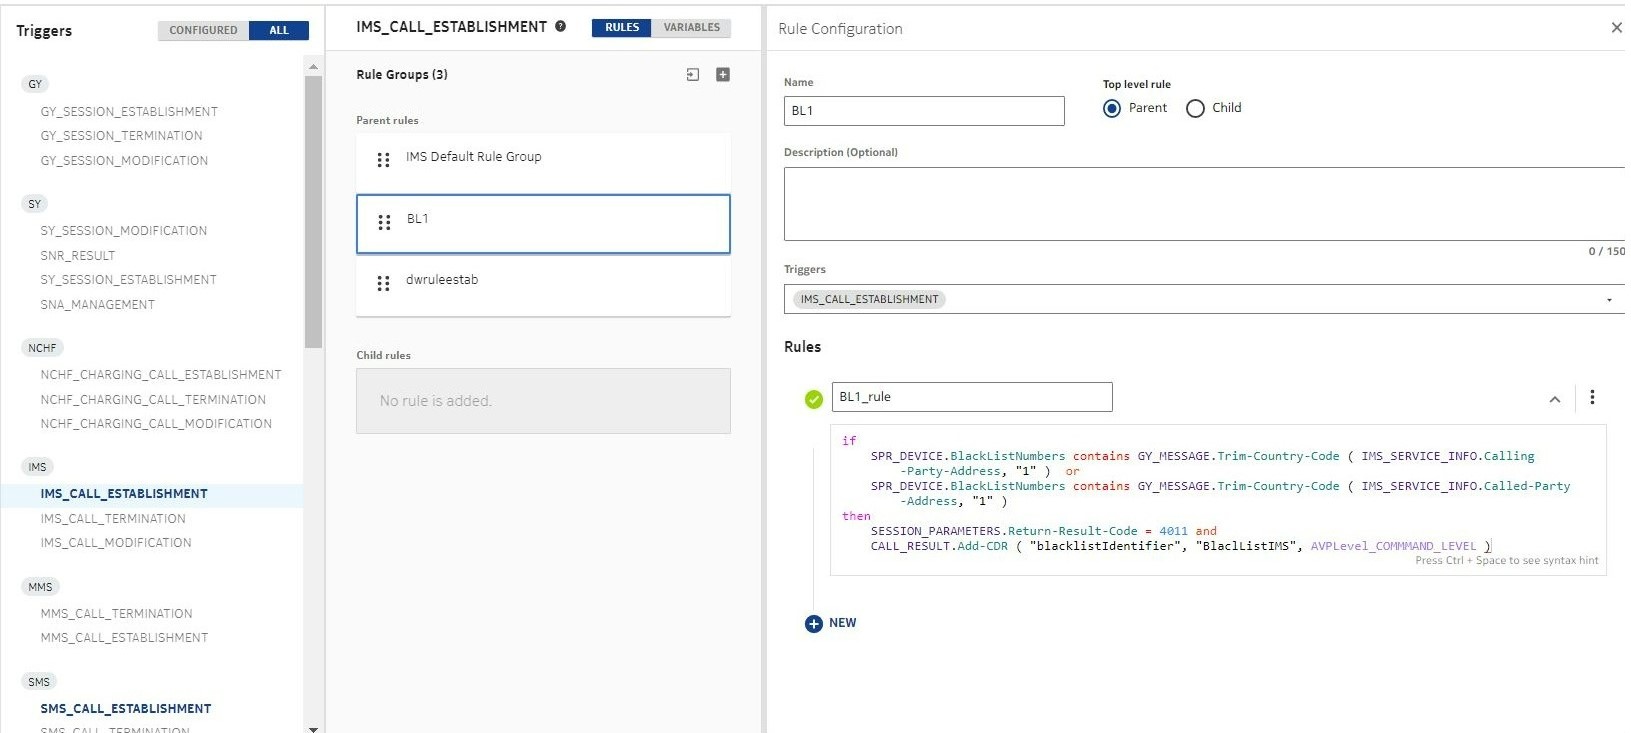 Triggers
CONFIGURED ALL
GY
GY_SESSION_ESTABLISHMENT
GY_SESSION_TERMINATION
GY_SESSION_MODIFICATION
SY
SY_SESSION_MODIFICATION
SNR_RESULT
SY_SESSION_ESTABLISHMENT
SNA_MANAGEMENT
NCHF
NCHF_CHARGING_CALL_ESTABLISHMENT
NCHF_CHARGING_CALL_TERMINATION
NCHF_CHARGING_CALL_MODIFICATION
IMS
IMS_CALL_ESTABLISHMENT
IMS_CALL_TERMINATION
IMS_CALL_MODIFICATION
MMS
MMS_CALL_TERMINATION
MMS_CALL_ESTABLISHMENT
SMS
SMS_CALL_ESTABLISHMENT
SMS_CALL_TERMINATION
IMS_CALL_ESTABLISHMENT ?
RULES VARIABLES
Rule Groups (3)
Parent rules
IMS Default Rule Group
BL1
dwruleestab
Child rules
No rule is added.
Rule Configuration
Name
BL1
Top level rule
Parent Child
Description (Optional)
0 / 150
Triggers
IMS_CALL_ESTABLISHMENT
Rules
BL1_rule
if
SPR_DEVICE.BlackListNumbers contains GY_MESSAGE.Trim-Country-Code ( IMS_SERVICE_INFO.Calling
-Party-Address, "1" ) or
SPR_DEVICE.BlackListNumbers contains GY_MESSAGE.Trim-Country-Code ( IMS_SERVICE_INFO.Called-Party
-Address, "1" )
then
SESSION_PARAMETERS.Return-Result-Code = 4011 and
CALL_RESULT.Add-CDR ( "blacklistIdentifier", "BlaclListIMS", AVPLevel_COMMMAND_LEVEL )
Press Ctrl + Space to see syntax hint
NEW